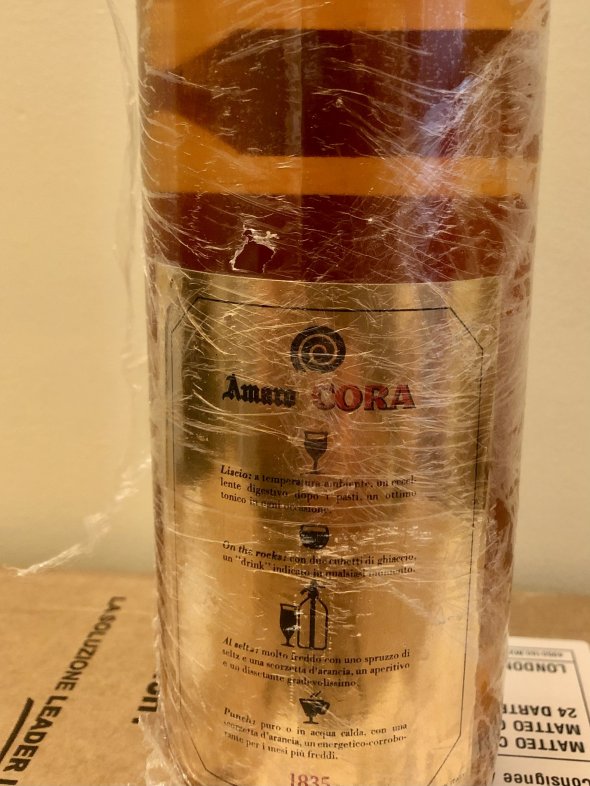 Amaro CORA
Liscio: a temperatura ambiente, un eccel-
lente digestivo dopo i pasti, un ottimo
tonico in ogni occasione.
On the rocks: con due cubetti di ghiaccio,
un "drink" indicato in qualsiasi momento.
Al seltz: molto freddo con uno spruzzo di
seltz e una scorzetta d'arancia, un aperitivo
e un dissetante gradevolissimo.
Punch: puro o in acqua calda, con una
scorzetta d'arancia, un energetico-corrobo-
rante per i mesi più freddi.
1835
LA SOLUZIONE LEADER
Consignee
MATTEO
MATTEO
24 DART
LONDON